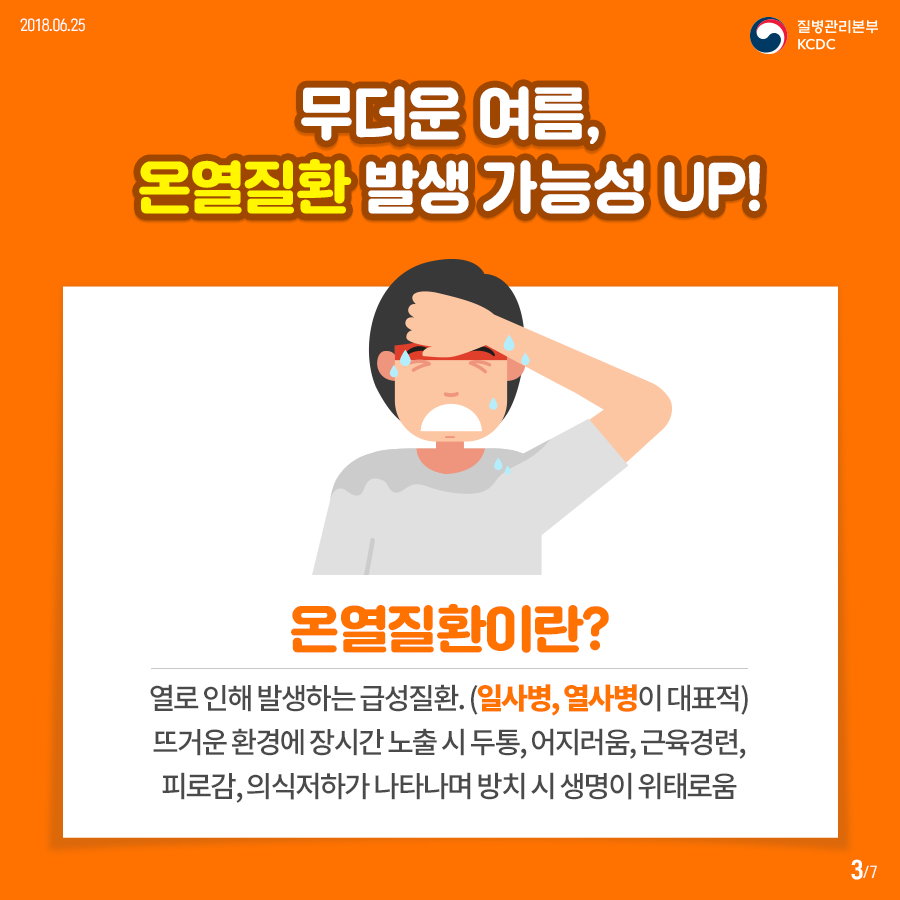 2018.06.25
질병관리본부
KCDC
무더운 여름,
온열질환 발생 가능성 UP!
온열질환이란?
열로 인해 발생하는 급성질환. (일사병, 열사병이 대표적)
뜨거운 환경에 장시간 노출 시 두통, 어지러움, 근육경련,
피로감, 의식저하가 나타나며 방치 시 생명이 위태로움
3/7